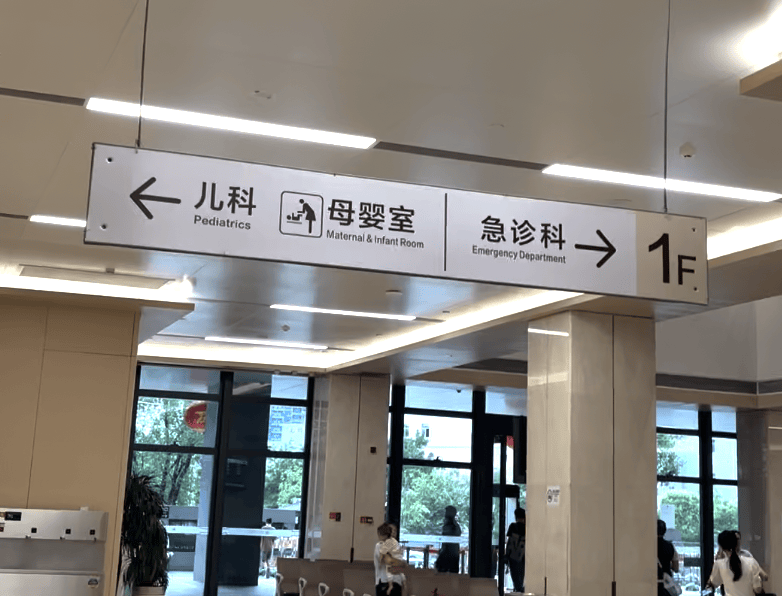 儿科
Pediatrics
母婴室
Maternal & Infant Room
急诊科
Emergency Department
1F